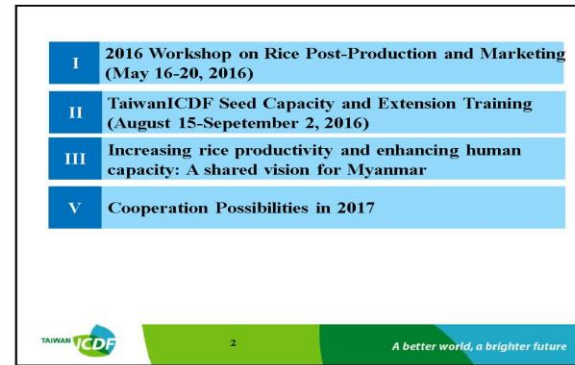 I
2016 Workshop on Rice Post-Production and Marketing
(May 16-20, 2016)
II
TaiwanICDF Seed Capacity and Extension Training
(August 15-Sepetember 2, 2016)
III
Increasing rice productivity and enhancing human
capacity: A shared vision for Myanmar
V
Cooperation Possibilities in 2017
TAIWAN ICDF
2
A better world, a brighter future